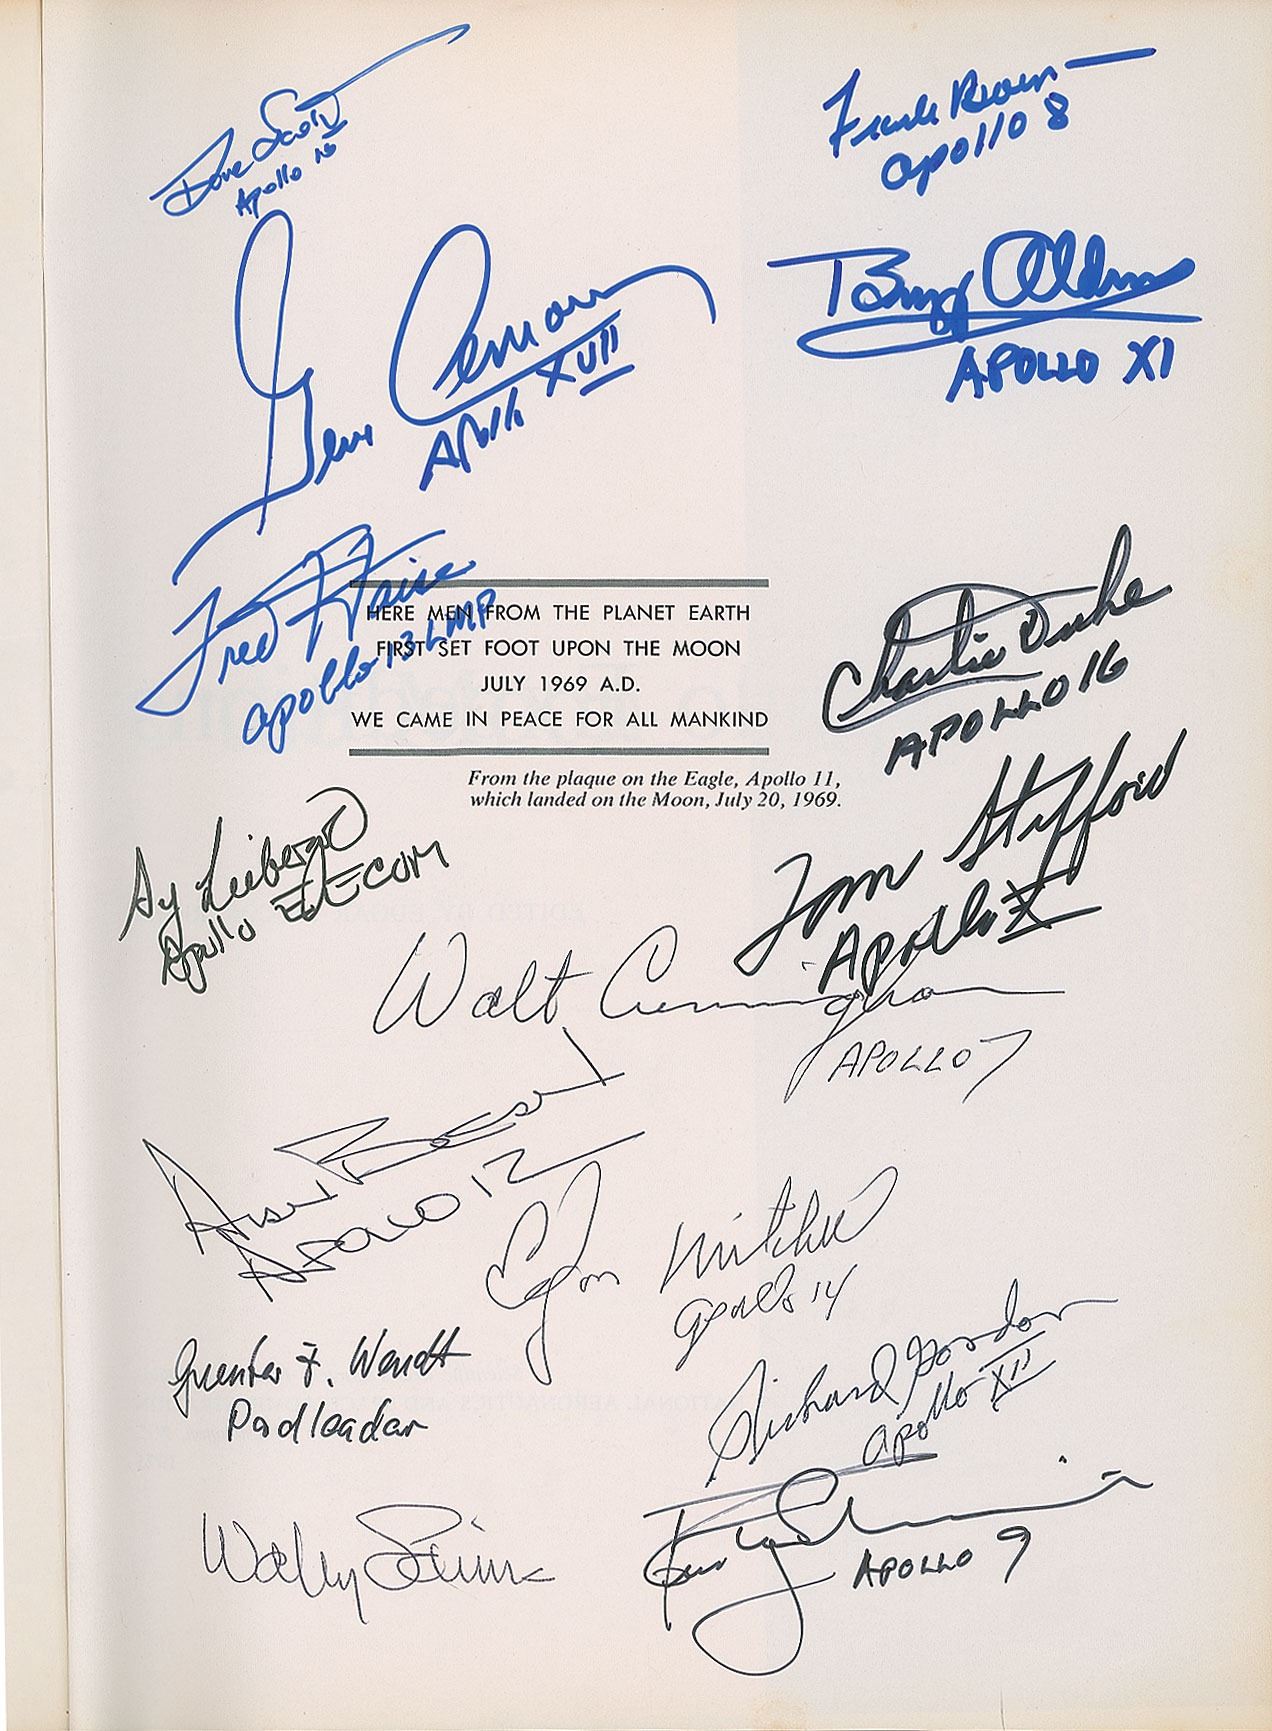 Dave Scott
Apollo 15
Frank Borman
Apollo 8
Gene Cernan
Apollo XVII
Buzz Aldrin
APOLLO XI
Fred Haise
Apollo 13 LMP
HERE MEN FROM THE PLANET EARTH
FIRST SET FOOT UPON THE MOON
JULY 1969 A.D.
WE CAME IN PEACE FOR ALL MANKIND
From the plaque on the Eagle, Apollo 11,
which landed on the Moon, July 20, 1969.
Charlie Duke
APOLLO 16
Sy Liebergot
Apollo EECOM
Tom Stafford
Apollo X
Walt Cunningham
APOLLO 7
Alan Bean
APOLLO 12
Edgar Mitchell
Apollo 14
Guenter F. Wendt
Padleader
Richard Gordon
Apollo XII
Wally Schirra
Rusty Schweickart
APOLLO 9